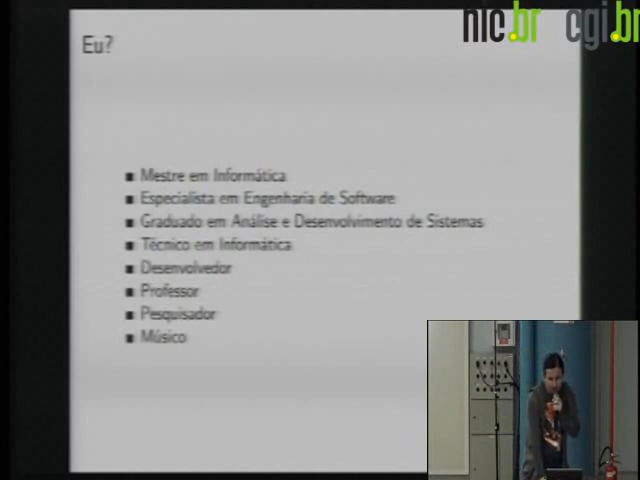 nic.br cgi.br
Eu?
Mestre em Informática
Especialista em Engenharia de Software
Graduado em Análise e Desenvolvimento de Sistemas
Técnico em Informática
Desenvolvedor
Professor
Pesquisador
Músico